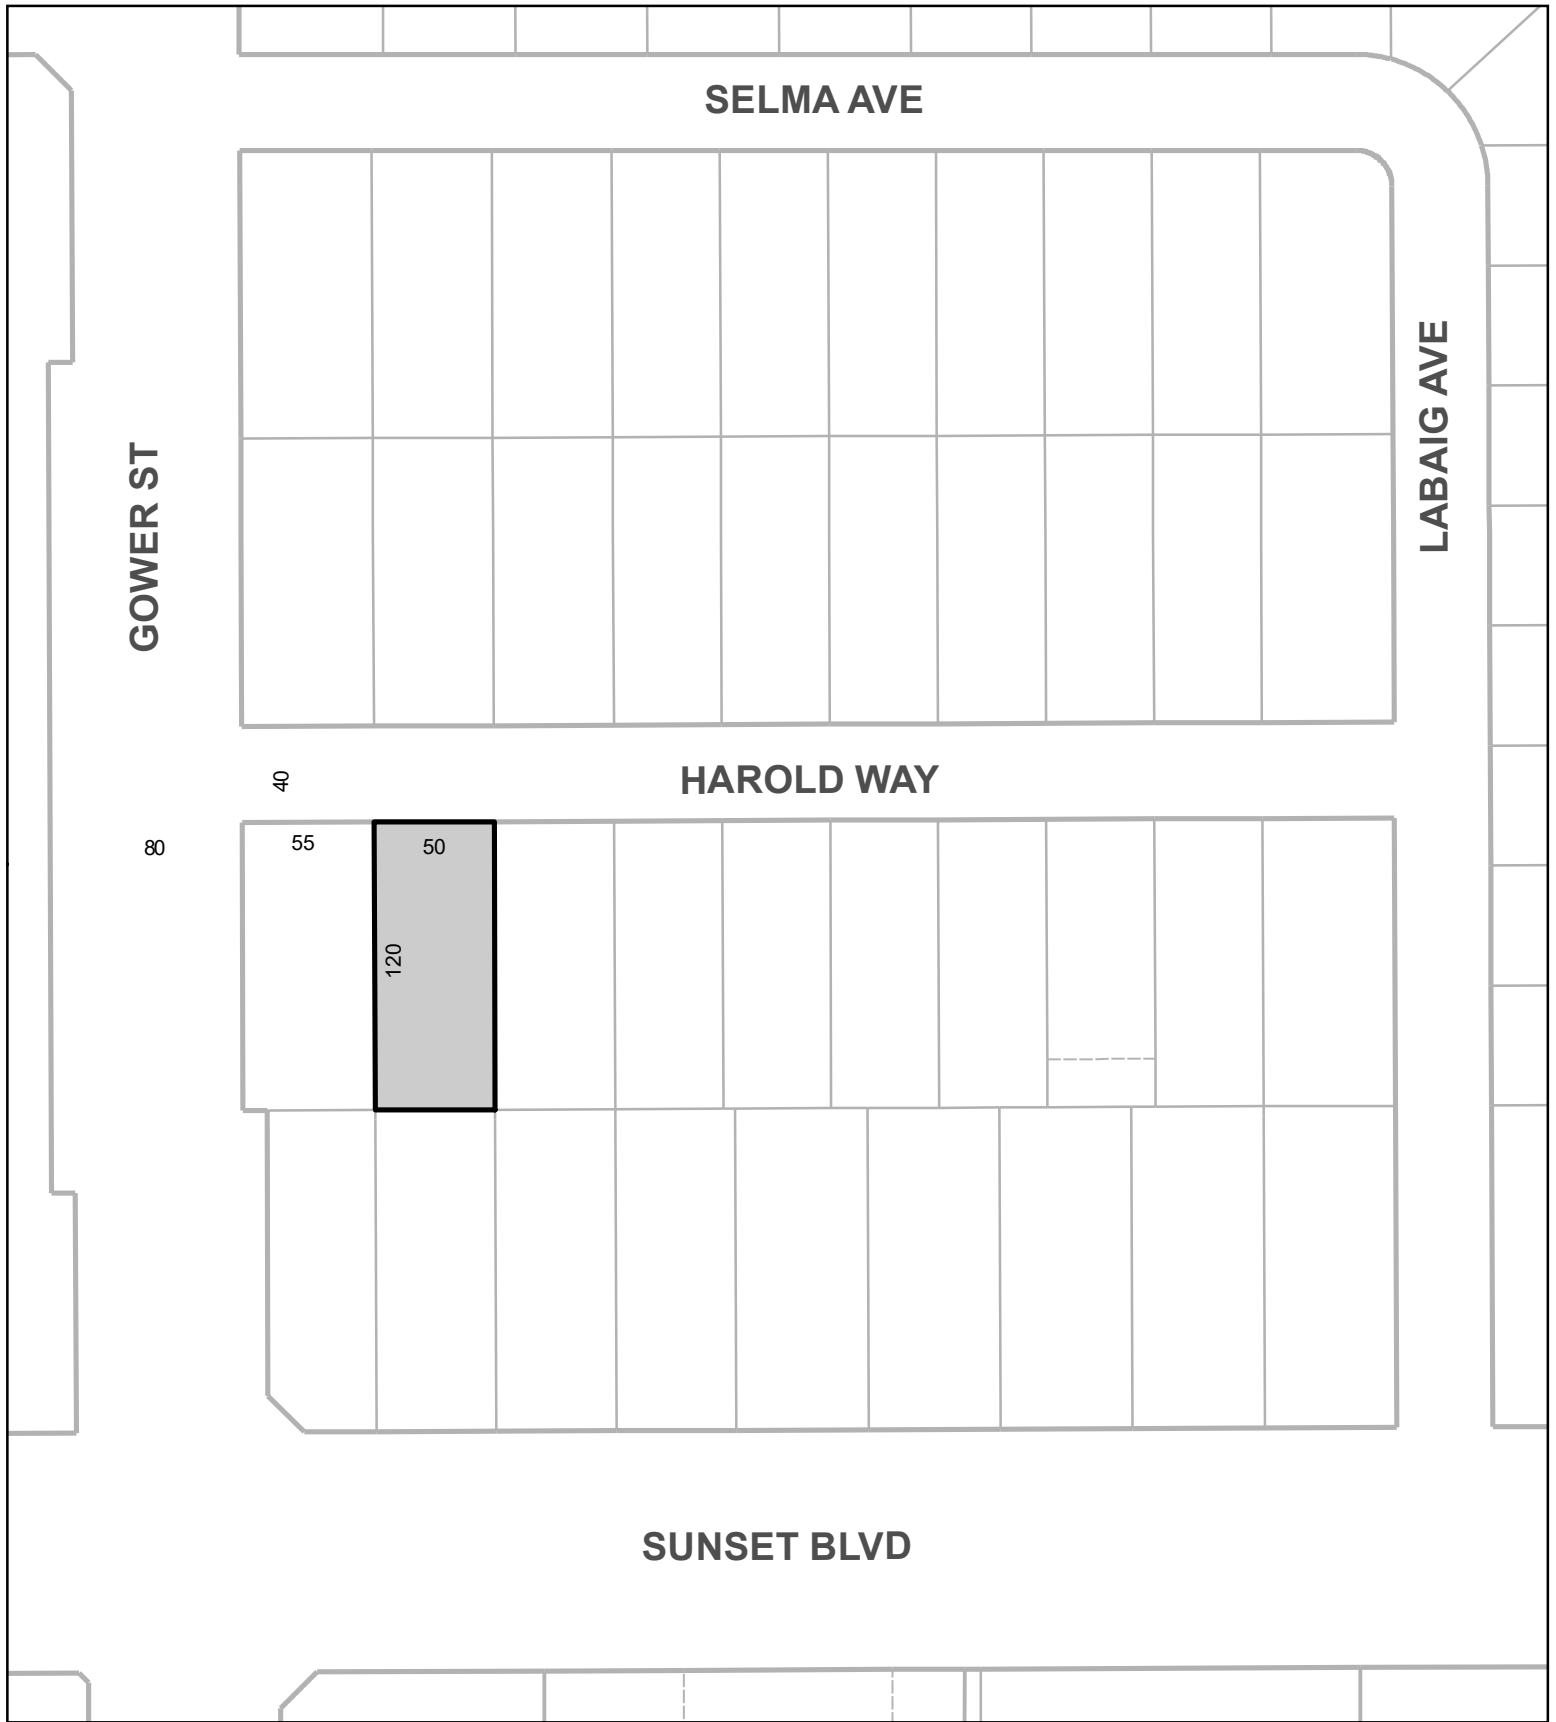 SELMA AVE
LABAIG AVE
GOWER ST
40
HAROLD WAY
80
55
50
120
SUNSET BLVD